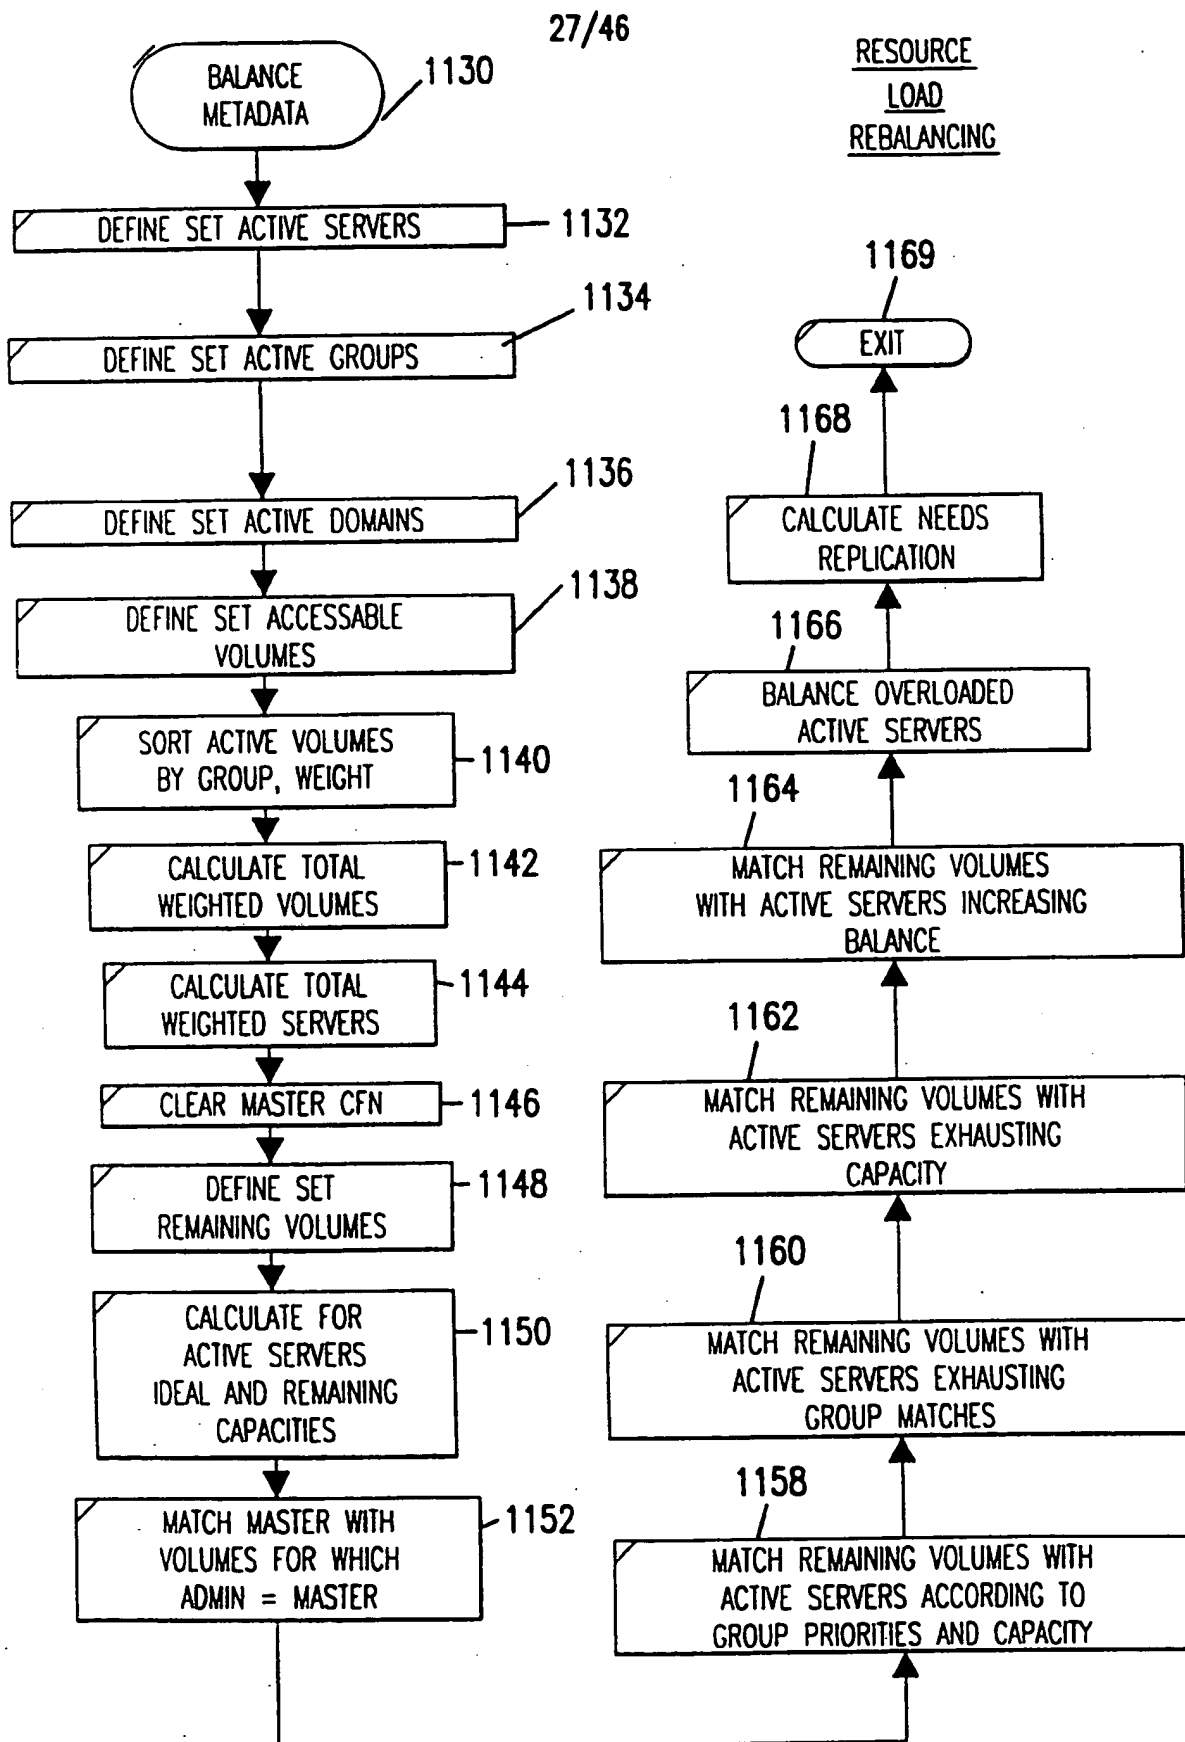 27/46
RESOURCE
LOAD
REBALANCING
BALANCE
METADATA
1130
DEFINE SET ACTIVE SERVERS
1132
DEFINE SET ACTIVE GROUPS
1134
DEFINE SET ACTIVE DOMAINS
1136
DEFINE SET ACCESSABLE
VOLUMES
1138
SORT ACTIVE VOLUMES
BY GROUP, WEIGHT
1140
CALCULATE TOTAL
WEIGHTED VOLUMES
1142
CALCULATE TOTAL
WEIGHTED SERVERS
1144
CLEAR MASTER CFN
1146
DEFINE SET
REMAINING VOLUMES
1148
CALCULATE FOR
ACTIVE SERVERS
IDEAL AND REMAINING
CAPACITIES
1150
MATCH MASTER WITH
VOLUMES FOR WHICH
ADMIN = MASTER
1152
1158
MATCH REMAINING VOLUMES WITH
ACTIVE SERVERS ACCORDING TO
GROUP PRIORITIES AND CAPACITY
1160
MATCH REMAINING VOLUMES WITH
ACTIVE SERVERS EXHAUSTING
GROUP MATCHES
1162
MATCH REMAINING VOLUMES WITH
ACTIVE SERVERS EXHAUSTING
CAPACITY
1164
MATCH REMAINING VOLUMES
WITH ACTIVE SERVERS INCREASING
BALANCE
1166
BALANCE OVERLOADED
ACTIVE SERVERS
1168
CALCULATE NEEDS
REPLICATION
1169
EXIT